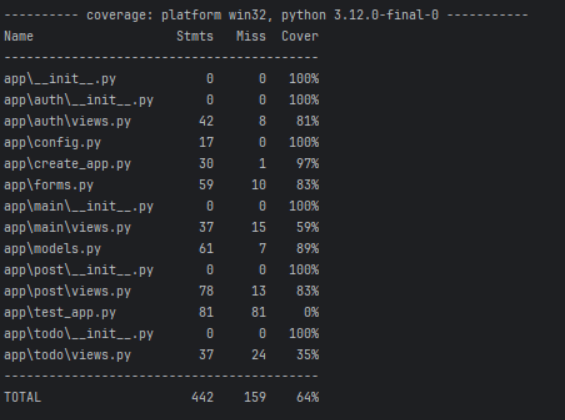 ---------- coverage: platform win32, python 3.12.0-final-0 -----------
Name                     Stmts   Miss  Cover
----------------------------------------
app\__init__.py              0      0   100%
app\auth\__init__.py         0      0   100%
app\auth\views.py           42      8    81%
app\config.py               17      0   100%
app\create_app.py           30      1    97%
app\forms.py                59     10    83%
app\main\__init__.py         0      0   100%
app\main\views.py           37     15    59%
app\models.py               61      7    89%
app\post\__init__.py         0      0   100%
app\post\views.py           78     13    83%
app\test_app.py             81     81     0%
app\todo\__init__.py         0      0   100%
app\todo\views.py           37     24    35%
----------------------------------------
TOTAL                      442    159    64%